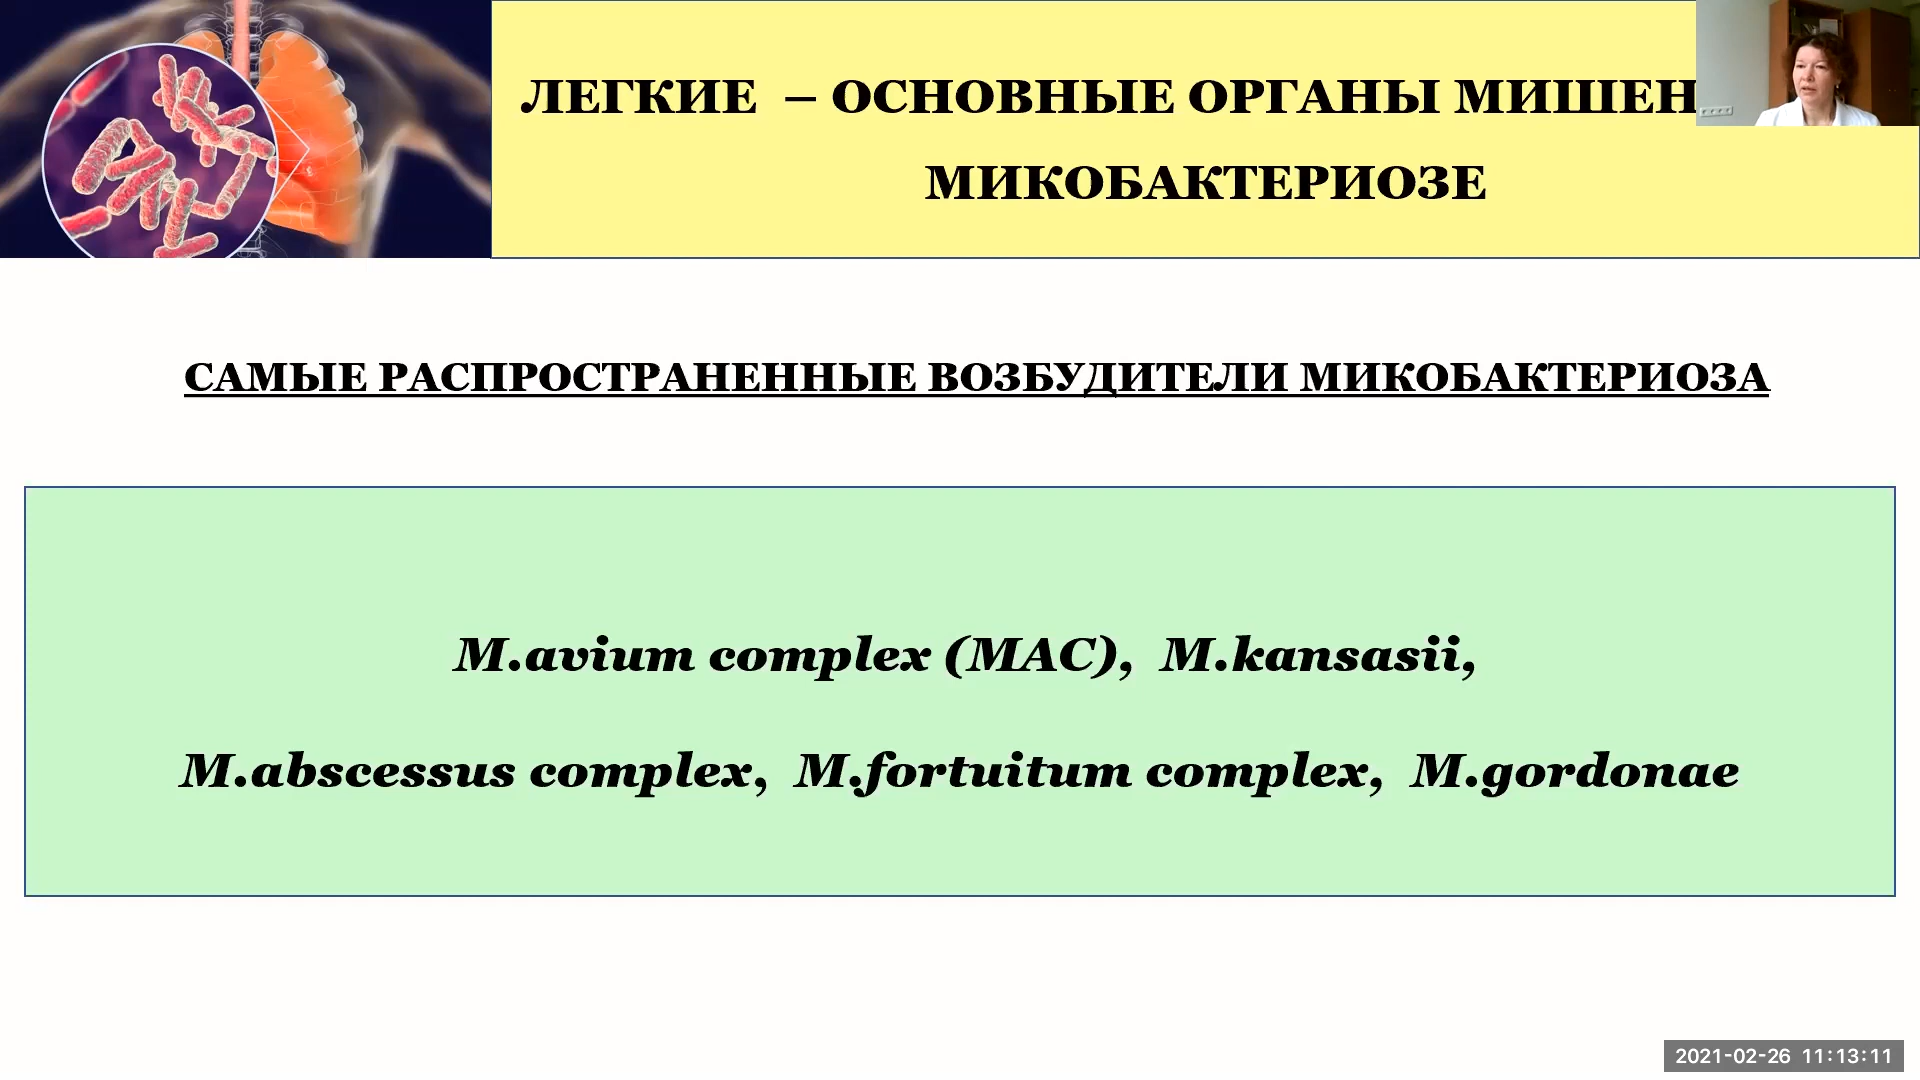 ЛЕГКИЕ – ОСНОВНЫЕ ОРГАНЫ МИШЕН
МИКОБАКТЕРИОЗЕ
САМЫЕ РАСПРОСТРАНЕННЫЕ ВОЗБУДИТЕЛИ МИКОБАКТЕРИОЗА
M.avium complex (MAC), M.kansasii,
M.abscessus complex, M.fortuitum complex, M.gordonae
2021-02-26 11:13:11